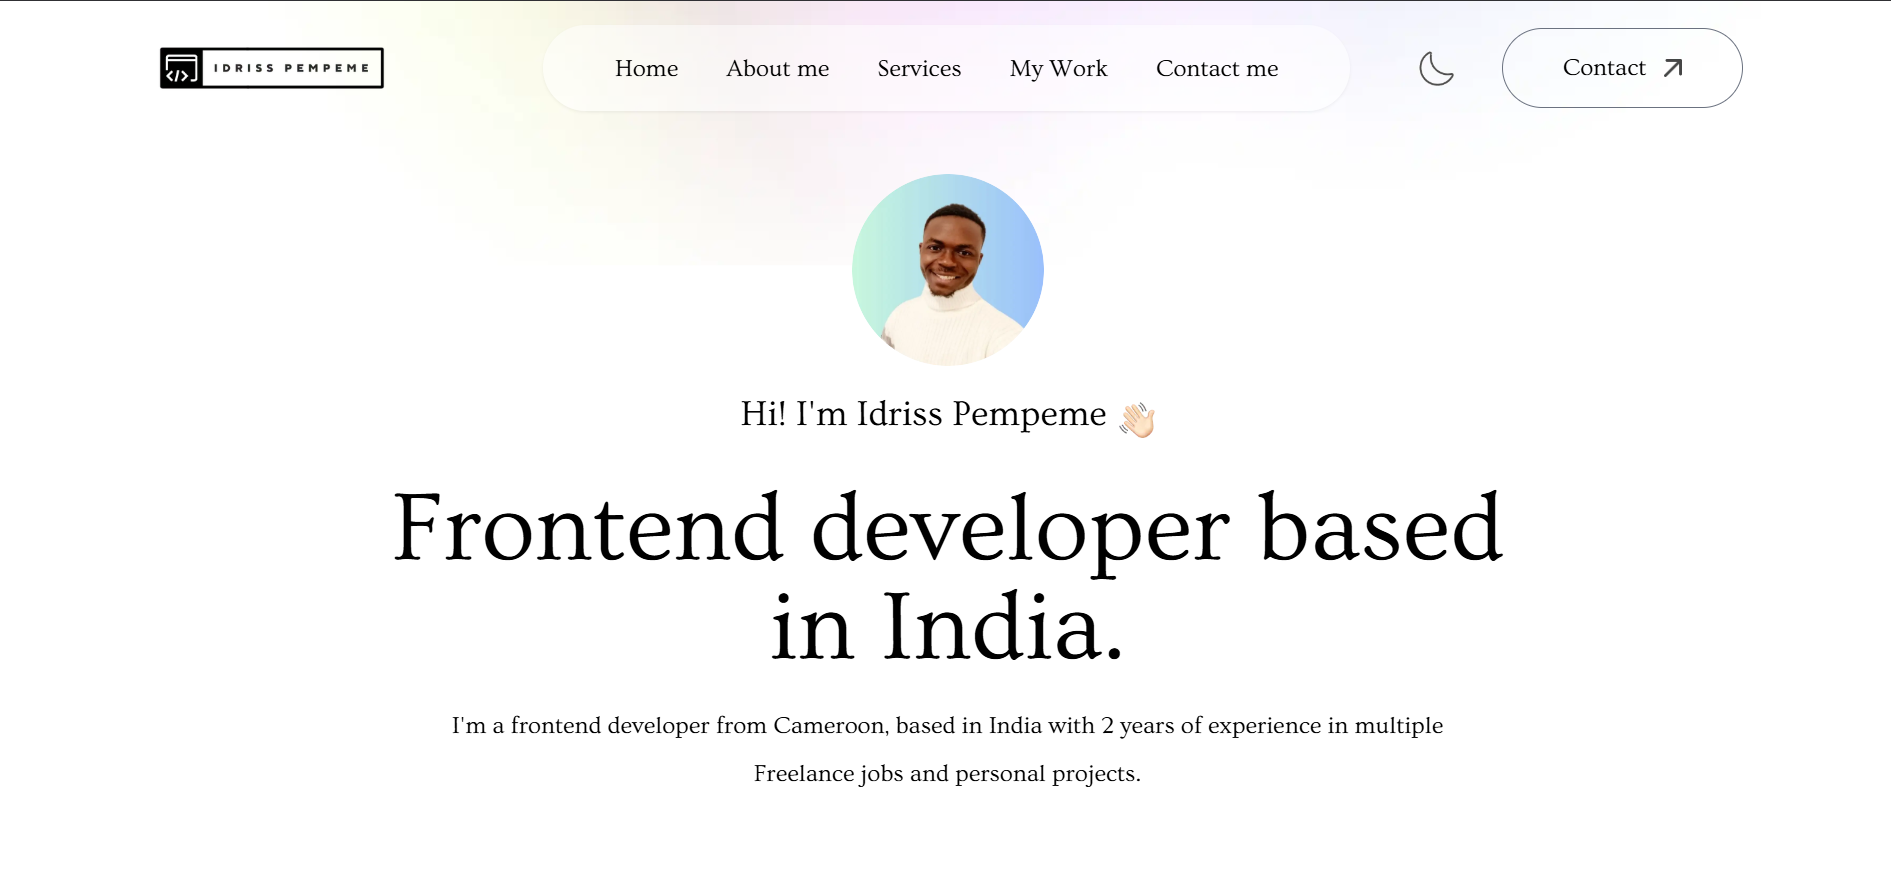 IDRISS PEMPEME
Home About me Services My Work Contact me
Contact
Hi! I'm Idriss Pempeme 👋🏻
Frontend developer based
in India.
I'm a frontend developer from Cameroon, based in India with 2 years of experience in multiple
Freelance jobs and personal projects.